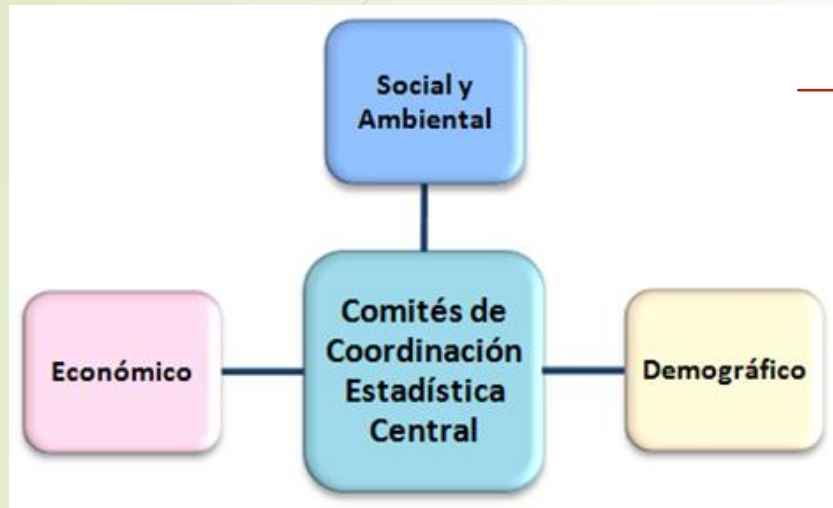 Social y
Ambiental
Económico
Comités de
Coordinación
Estadística
Central
Demográfico